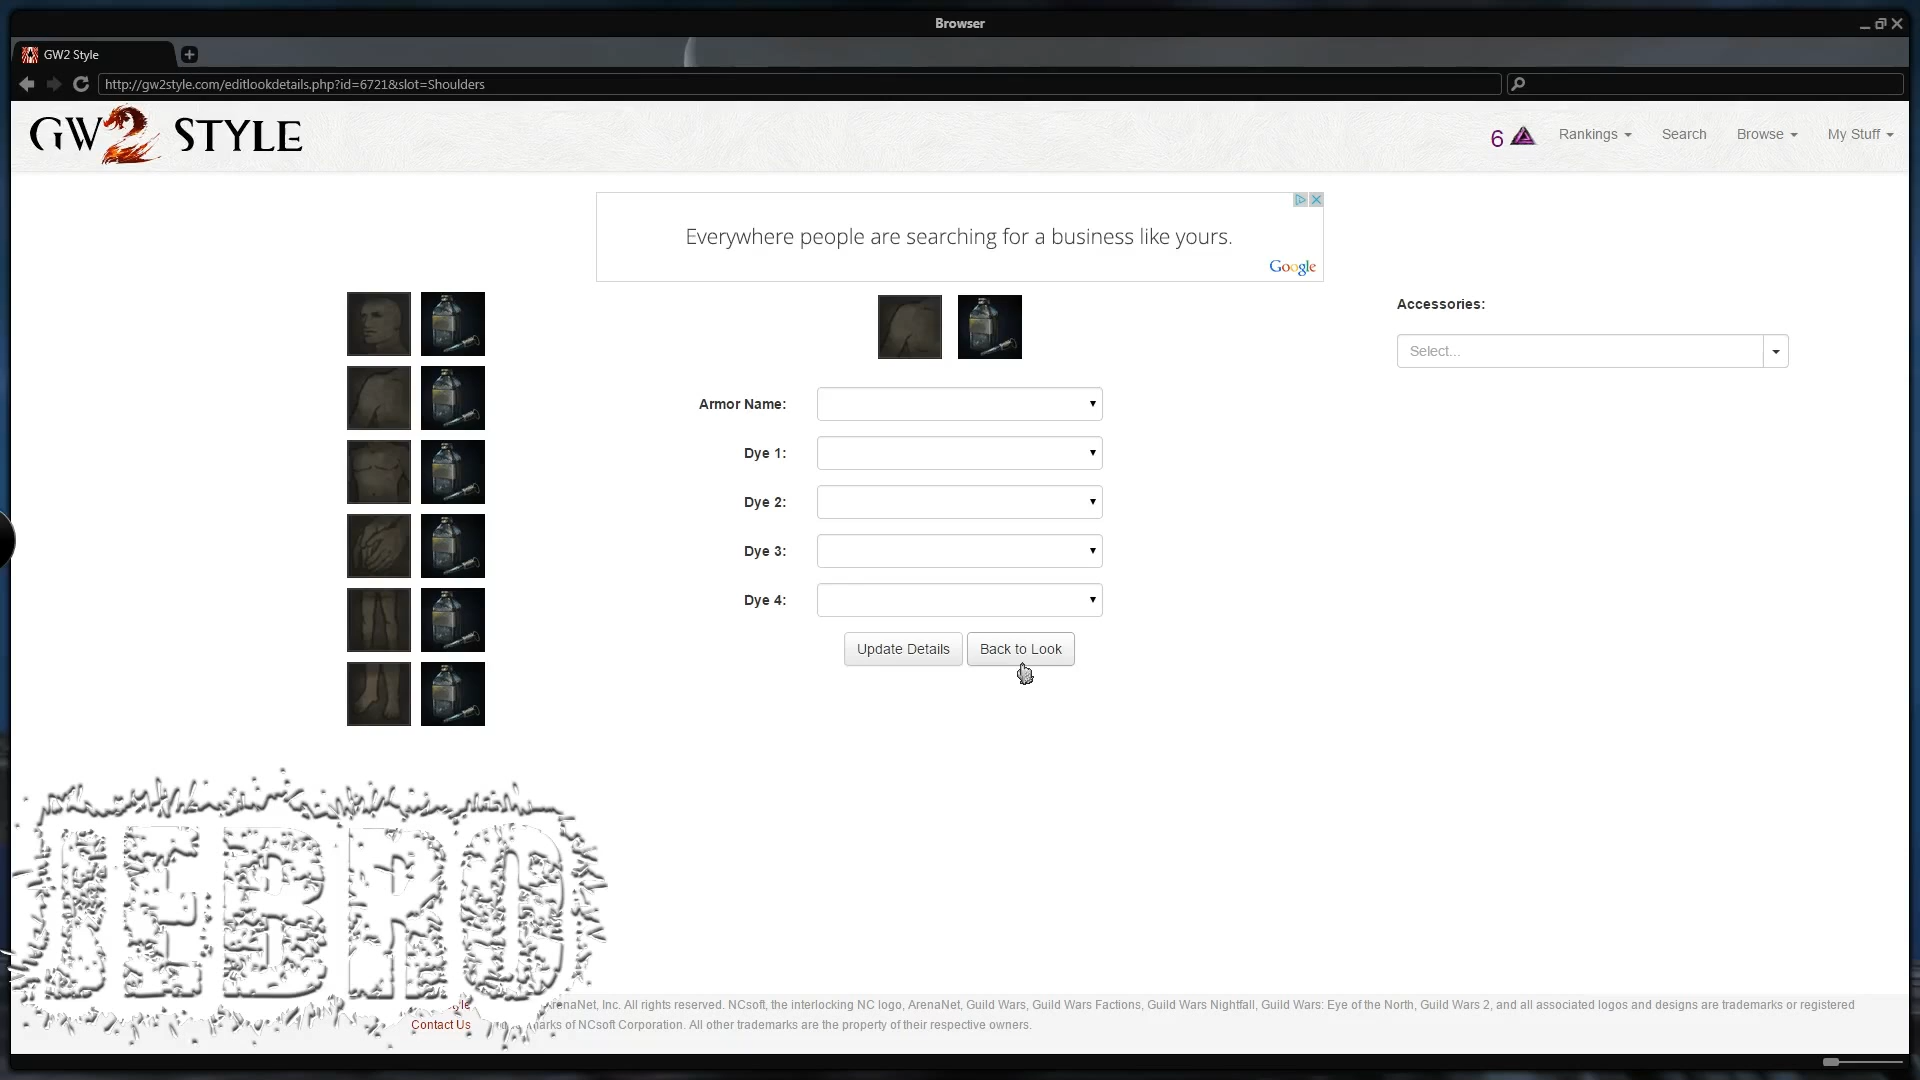 Browser
GW2 Style
http://gw2style.com/editlookdetails.php?id=6721&slot=Shoulders
GW2 STYLE
6
Rankings
Search
Browse
My Stuff
Everywhere people are searching for a business like yours.
Google
Accessories:
Select...
Armor Name:
Dye 1:
Dye 2:
Dye 3:
Dye 4:
Update Details
Back to Look
JEBRO
ArenaNet, Inc. All rights reserved. NCsoft, the interlocking NC logo, ArenaNet, Guild Wars, Guild Wars Factions, Guild Wars Nightfall, Guild Wars: Eye of the North, Guild Wars 2, and all associated logos and designs are trademarks or registered
Contact Us
of NCsoft Corporation. All other trademarks are the property of their respective owners.